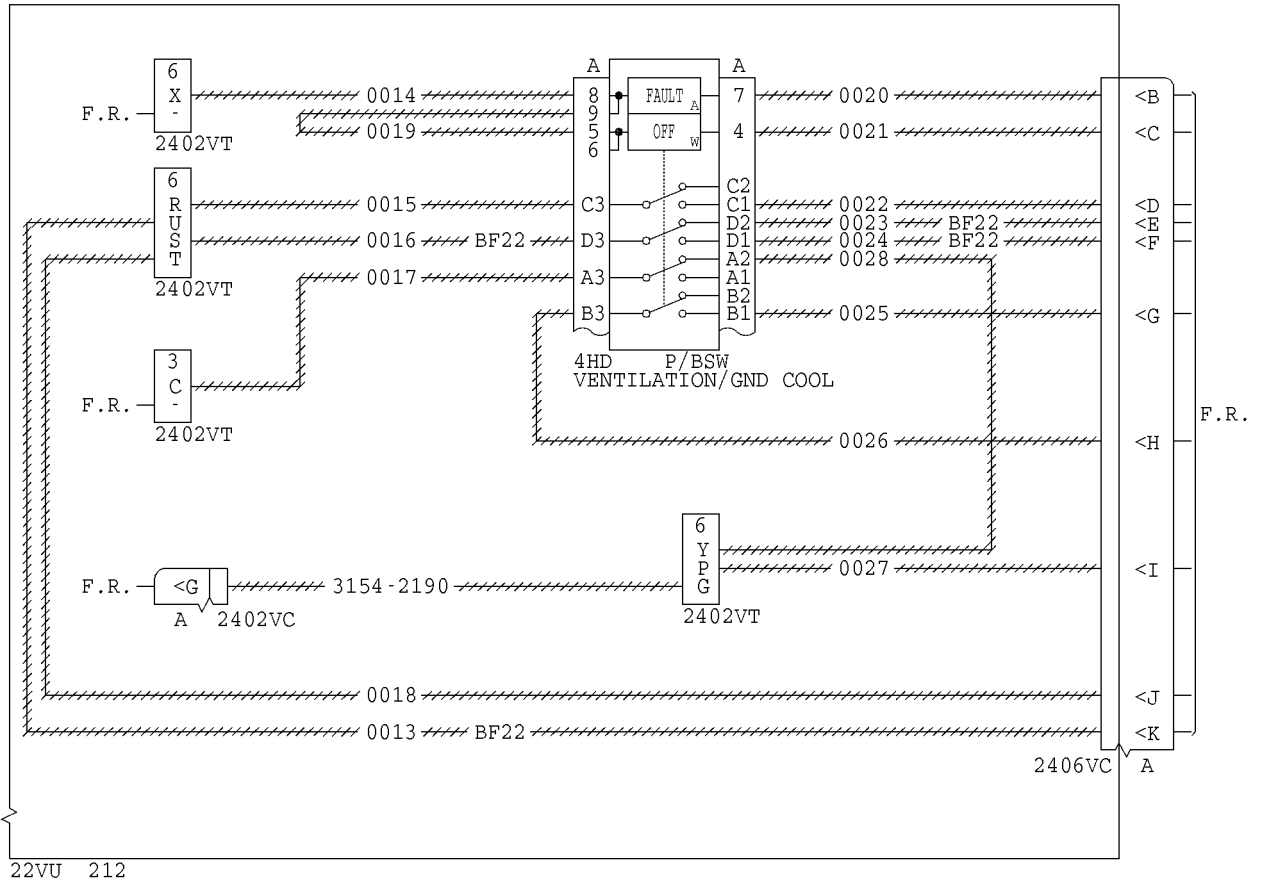 6 A A
X 0014 8 FAULT A 7 0020 <B
F.R. - 9
0019 5 OFF W 4 0021 <C
2402VT 6
6 C2
R 0015 C3 C1 0022 <D
U D2 0023 BF22 <E
S 0016 BF22 D3 D1 0024 BF22 <F
T A2 0028
0017 A3 A1
2402VT B2
B3 B1 0025 <G
3 4HD P/BSW
C VENTILATION/GND COOL
F.R. - F.R.
2402VT 0026 <H
6
Y
P 0027 <I
F.R. <G 3154-2190 G
A 2402VC 2402VT
0018 <J
0013 BF22 <K
2406VC A
22VU 212